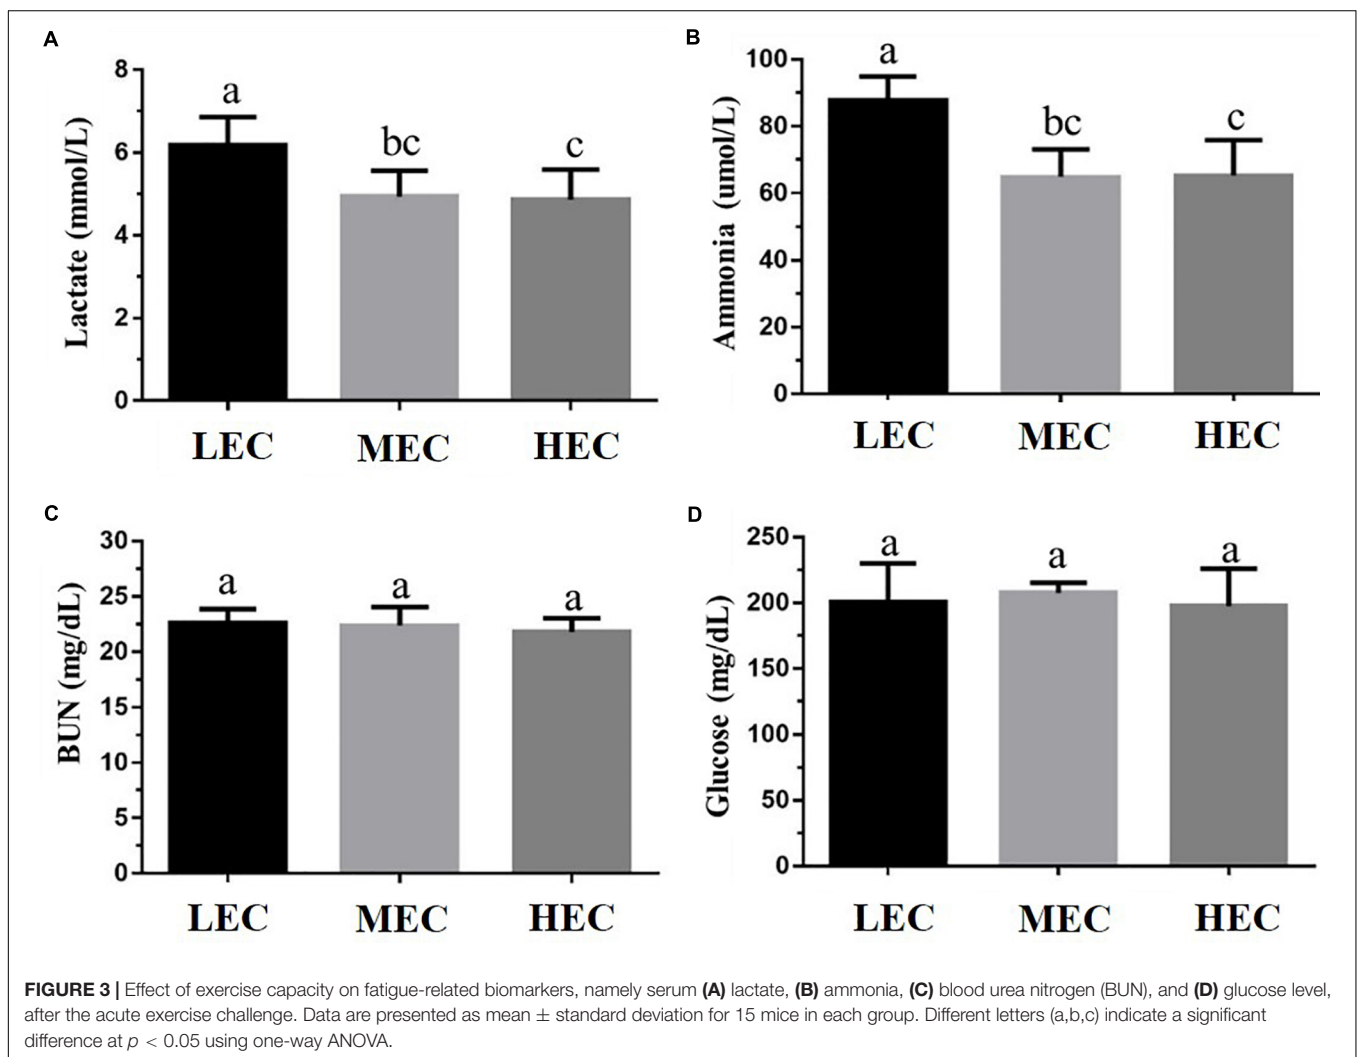 A
8
6
4
2
0
Lactate (mmol/L)
a
bc
c
LEC
MEC
HEC
B
100
80
60
40
20
0
Ammonia (umol/L)
a
bc
c
LEC
MEC
HEC
C
30
25
20
15
10
5
0
BUN (mg/dL)
a
a
a
LEC
MEC
HEC
D
250
200
150
100
50
0
Glucose (mg/dL)
a
a
a
LEC
MEC
HEC
FIGURE 3 | Effect of exercise capacity on fatigue-related biomarkers, namely serum (A) lactate, (B) ammonia, (C) blood urea nitrogen (BUN), and (D) glucose level,
after the acute exercise challenge. Data are presented as mean ± standard deviation for 15 mice in each group. Different letters (a,b,c) indicate a significant
difference at p < 0.05 using one-way ANOVA.